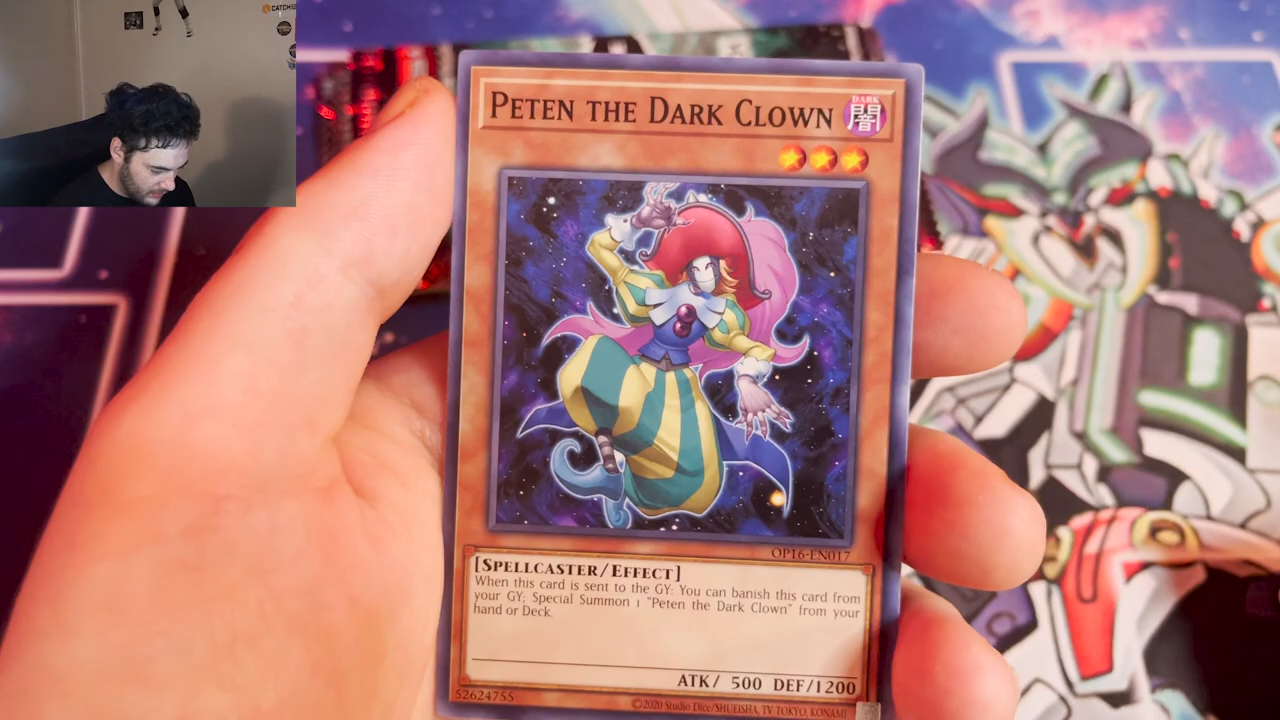 CATCH
PETEN THE DARK CLOWN
DARK
闇
OP16-EN017
[SPELLCASTER/EFFECT]
When this card is sent to the GY: You can banish this card from
your GY; Special Summon 1 "Peten the Dark Clown" from your
hand or Deck.
ATK/ 500 DEF/1200
52624755
©2020 Studio Dice/SHUEISHA, TV TOKYO, KONAMI